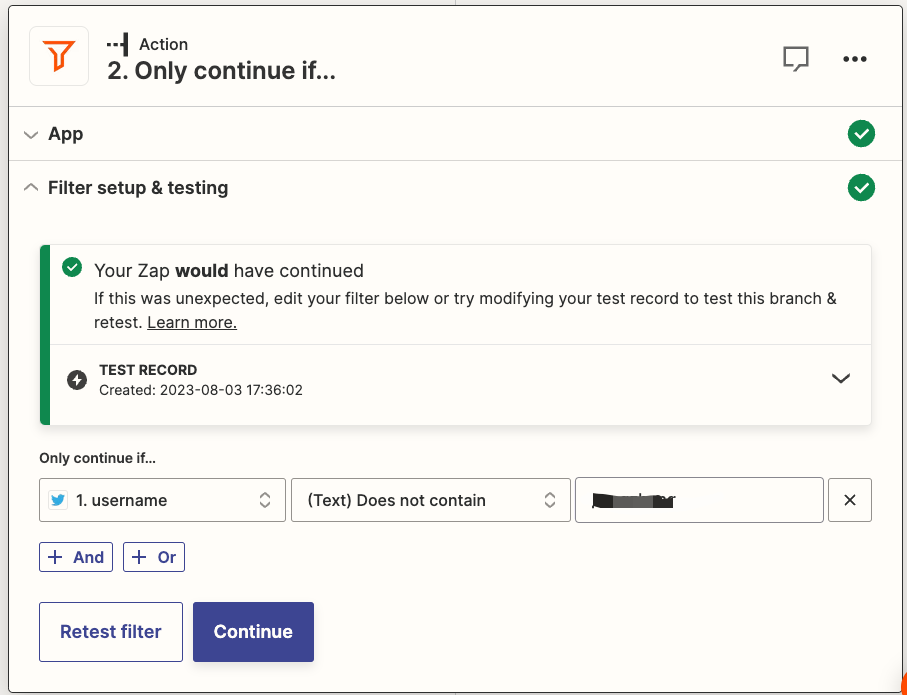 Action
2. Only continue if...
App
Filter setup & testing
Your Zap would have continued
If this was unexpected, edit your filter below or try modifying your test record to test this branch &
retest. Learn more.
TEST RECORD
Created: 2023-08-03 17:36:02
Only continue if...
1. username
(Text) Does not contain
+ And
+ Or
Retest filter
Continue